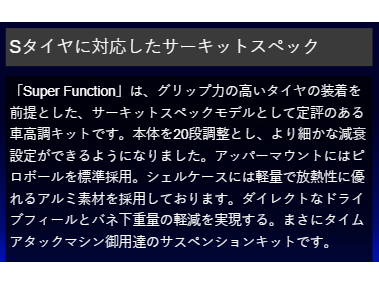 Sタイヤに対応したサーキットスペック
「Super Function」は、グリップ力の高いタイヤの装着を
前提とした、サーキットスペックモデルとして定評のある
車高調キットです。本体を20段調整とし、より細かな減衰
設定ができるようになりました。アッパーマウントにはピ
ロボールを標準採用。シェルケースには軽量で放熱性に優
れるアルミ素材を採用しております。ダイレクトなドライ
ブフィールとバネ下重量の軽減を実現する。まさにタイム
アタックマシン御用達のサスペンションキットです。